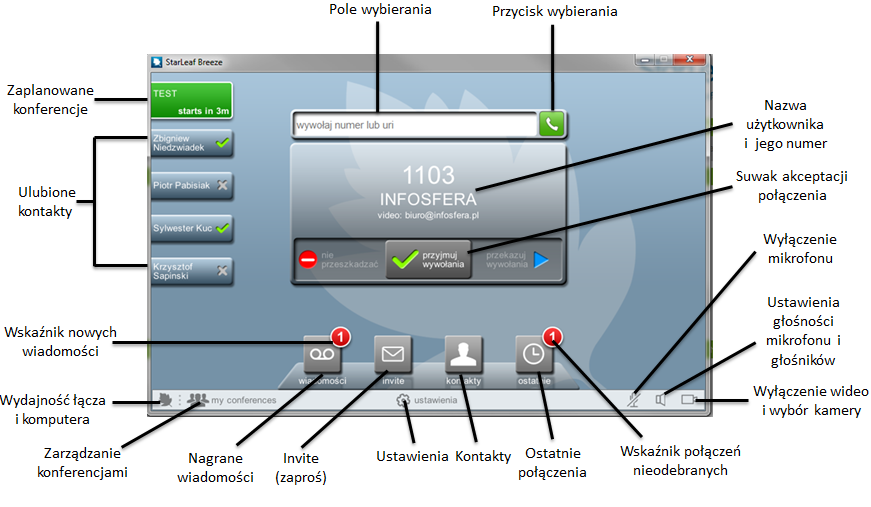 Pole wybierania
Przycisk wybierania
StarLeaf Breeze
Zaplanowane
konferencje
TEST
starts in 3m
wywołaj numer lub uri
Nazwa
użytkownika
i jego numer
Zbigniew
Niedzwiadek
Ulubione
kontakty
Piotr Pabisiak
Sylwester Kuc
Krzysztof
Sapinski
1103
INFOSFERA
video: biuro@infosfera.pl
Suwak akceptacji
połączenia
nie
przeszkadzać
przyjmuj
wywołania
przekazuj
wywołania
Wyłączenie
mikrofonu
Wskaźnik nowych
wiadomości
1
1
Ustawienia
głośności
mikrofonu i
głośników
wiadomości
invite
kontakty
ostatnie
Wydajność łącza
i komputera
my conferences
ustawienia
Wyłączenie wideo
i wybór kamery
Zarządzanie
konferencjami
Nagrane
wiadomości
Invite
(zaproś)
Ustawienia
Kontakty
Ostatnie
połączenia
Wskaźnik połączeń
nieodebranych